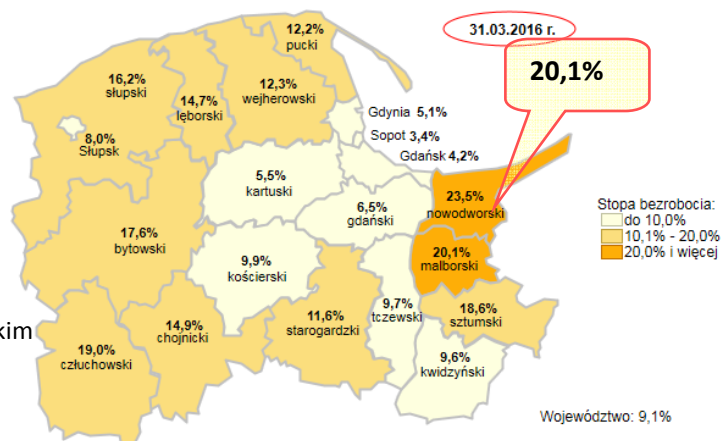 12,2%
pucki
31.03.2016 r.
20,1%
16,2%
słupski
14,7%
lęborski
12,3%
wejherowski
Gdynia 5,1%
Sopot 3,4%
Gdańsk 4,2%
8,0%
Słupsk
5,5%
kartuski
6,5%
gdański
23,5%
nowodworski
Stopa bezrobocia:
do 10,0%
10,1% - 20,0%
20,0% i więcej
17,6%
bytowski
9,9%
kościerski
20,1%
malborski
kim
19,0%
człuchowski
14,9%
chojnicki
11,6%
starogardzki
9,7%
tczewski
18,6%
sztumski
9,6%
kwidzyński
Województwo: 9,1%